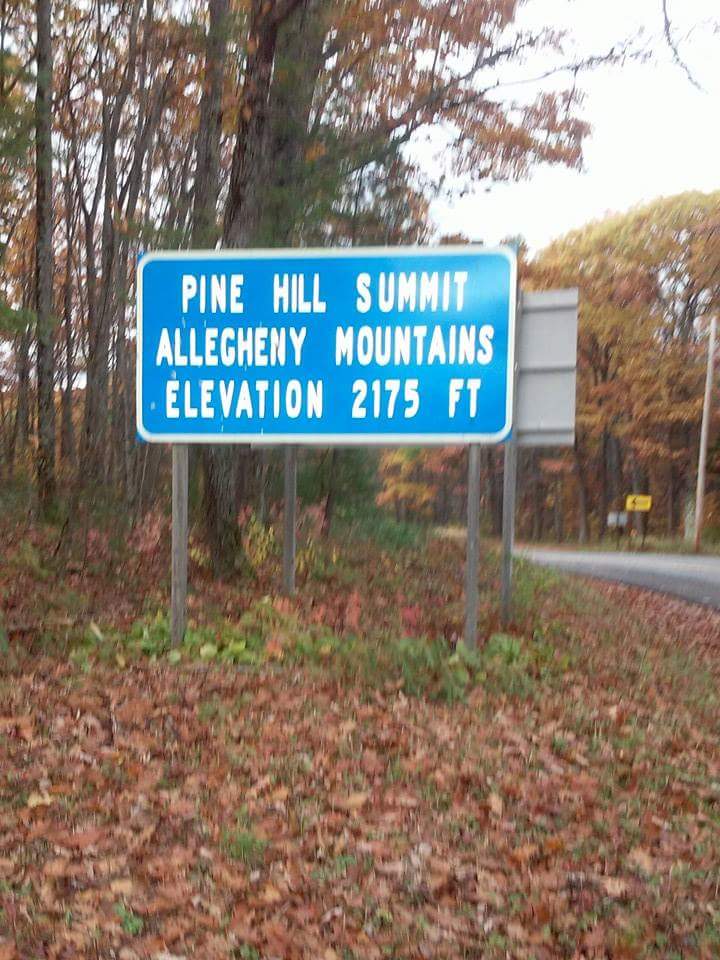 PINE HILL SUMMIT
ALLEGHENY MOUNTAINS
ELEVATION 2175 FT